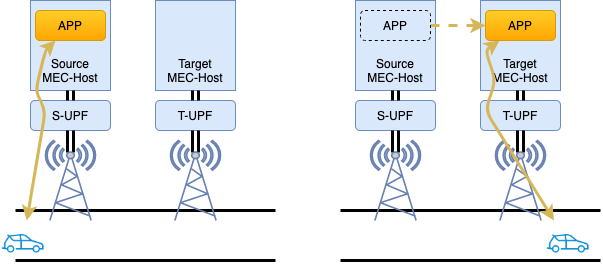 APP
Source
MEC-Host
S-UPF
Target
MEC-Host
T-UPF
APP
Source
MEC-Host
S-UPF
APP
Target
MEC-Host
T-UPF